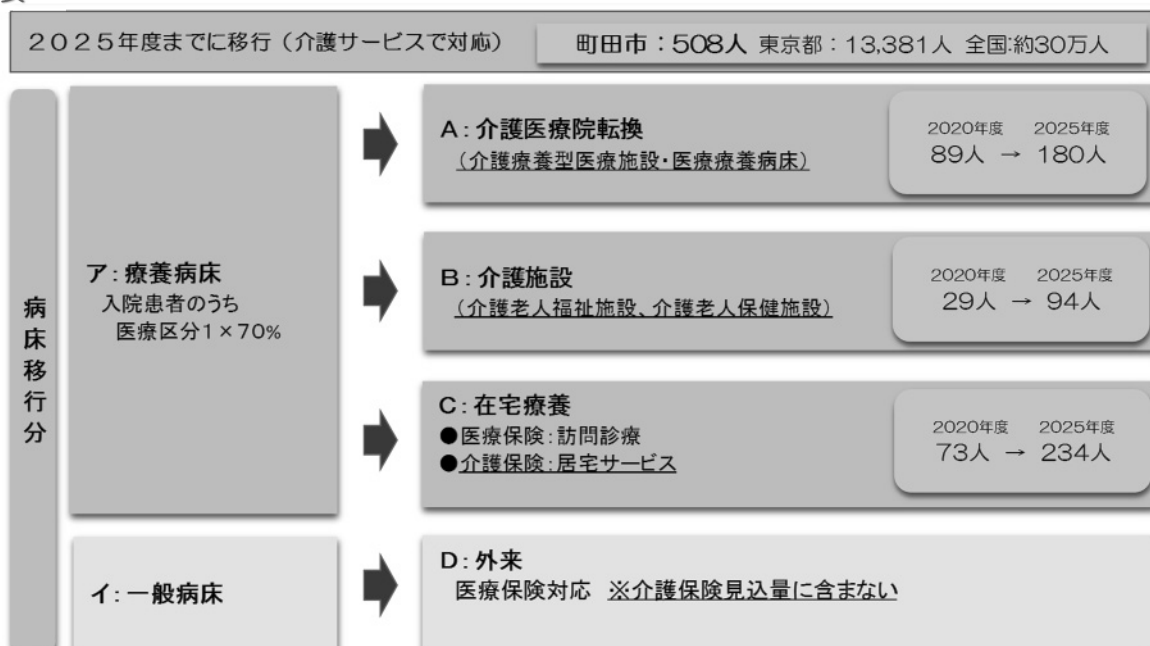 ２０２５年度までに移行（介護サービスで対応）
町田市：508人 東京都：13,381人 全国:約30万人
病床移行分
ア：療養病床
入院患者のうち
医療区分１×70％
A：介護医療院転換
（介護療養型医療施設・医療療養病床）
2020年度 2025年度
89人 → 180人
B：介護施設
（介護老人福祉施設、介護老人保健施設）
2020年度 2025年度
29人 → 94人
C：在宅療養
●医療保険：訪問診療
●介護保険：居宅サービス
2020年度 2025年度
73人 → 234人
イ：一般病床
D：外来
医療保険対応 ※介護保険見込量に含まない